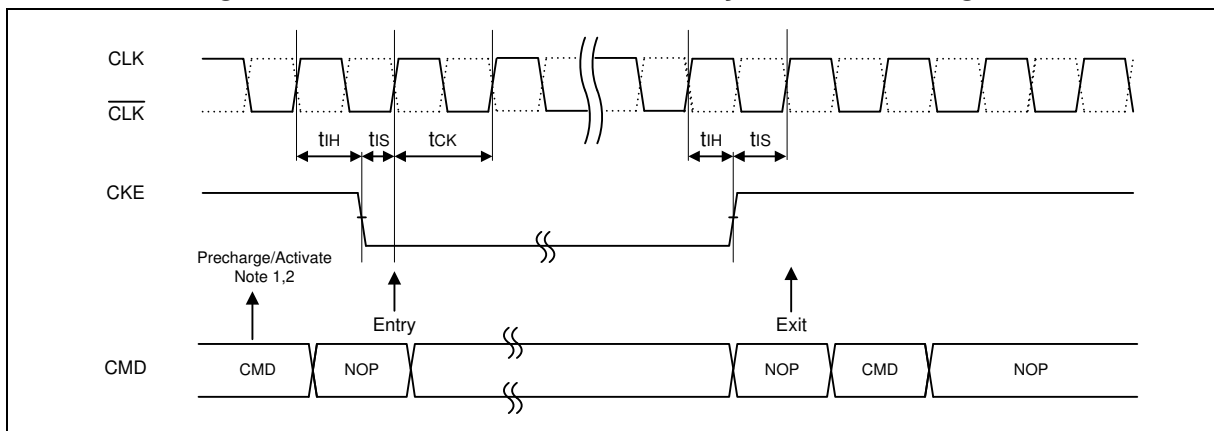 CLK
CLK
tIH tIS tCK tIH tIS
CKE
Precharge/Activate
Note 1,2
Entry Exit
CMD CMD NOP NOP CMD NOP